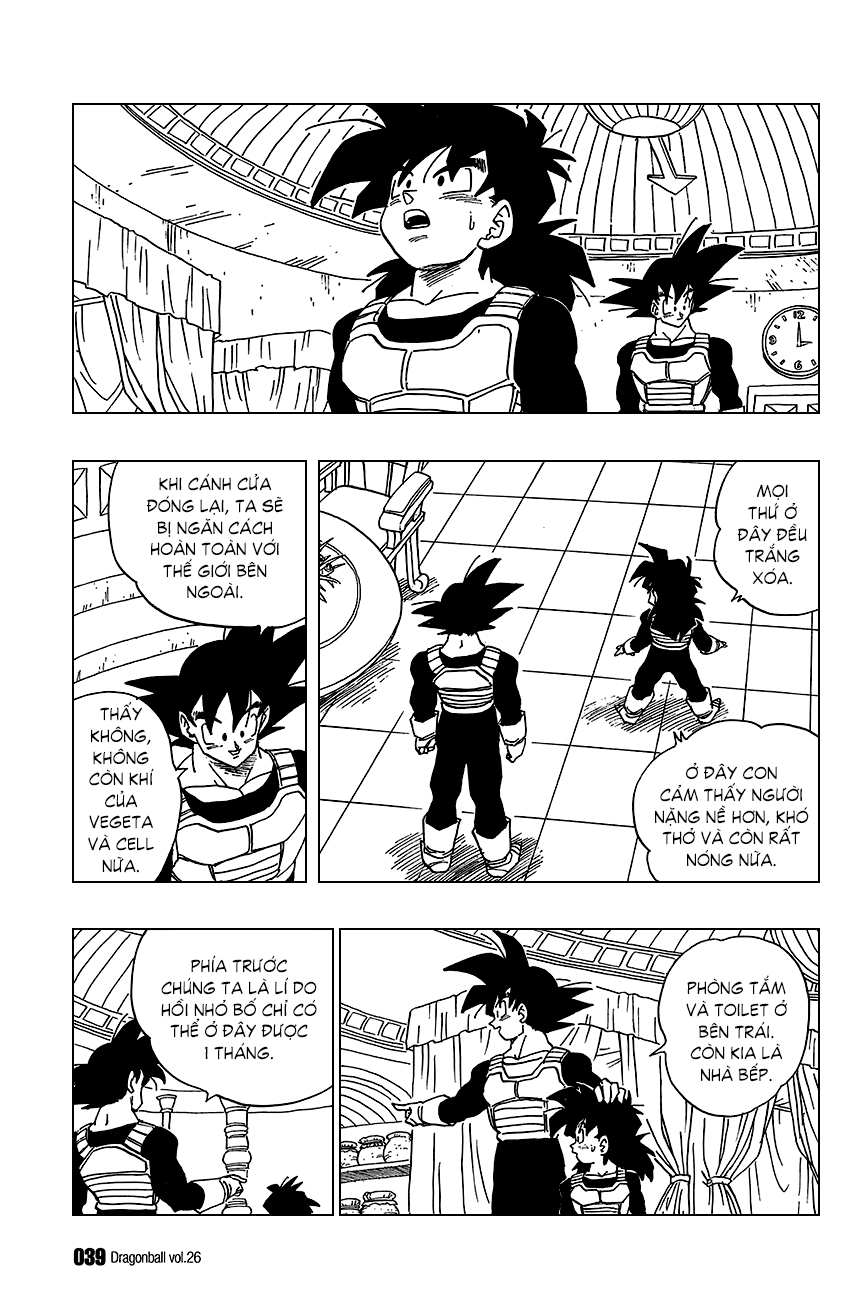 12
3
MỌI
THỨ Ở
ĐÂY ĐỀU
TRẮNG
XÓA.
Ở ĐÂY CON
CẢM THẤY NGƯỜI
NẶNG NỀ HƠN, KHÓ
THỞ VÀ CÒN RẤT
NÓNG NỮA.
KHI CÁNH CỬA
ĐÓNG LẠI, TA SẼ
BỊ NGĂN CÁCH
HOÀN TOÀN VỚI
THẾ GIỚI BÊN
NGOÀI.
THẤY
KHÔNG,
KHÔNG
CÒN KHÍ
CỦA
VEGETA
VÀ CELL
NỮA.
PHÒNG TẮM
VÀ TOILET Ở
BÊN TRÁI.
CÒN KIA LÀ
NHÀ BẾP.
PHÍA TRƯỚC
CHÚNG TA LÀ LÍ DO
HỒI NHỎ BỐ CHỈ CÓ
THỂ Ở ĐÂY ĐƯỢC
1 THÁNG.
039 Dragonball vol.26